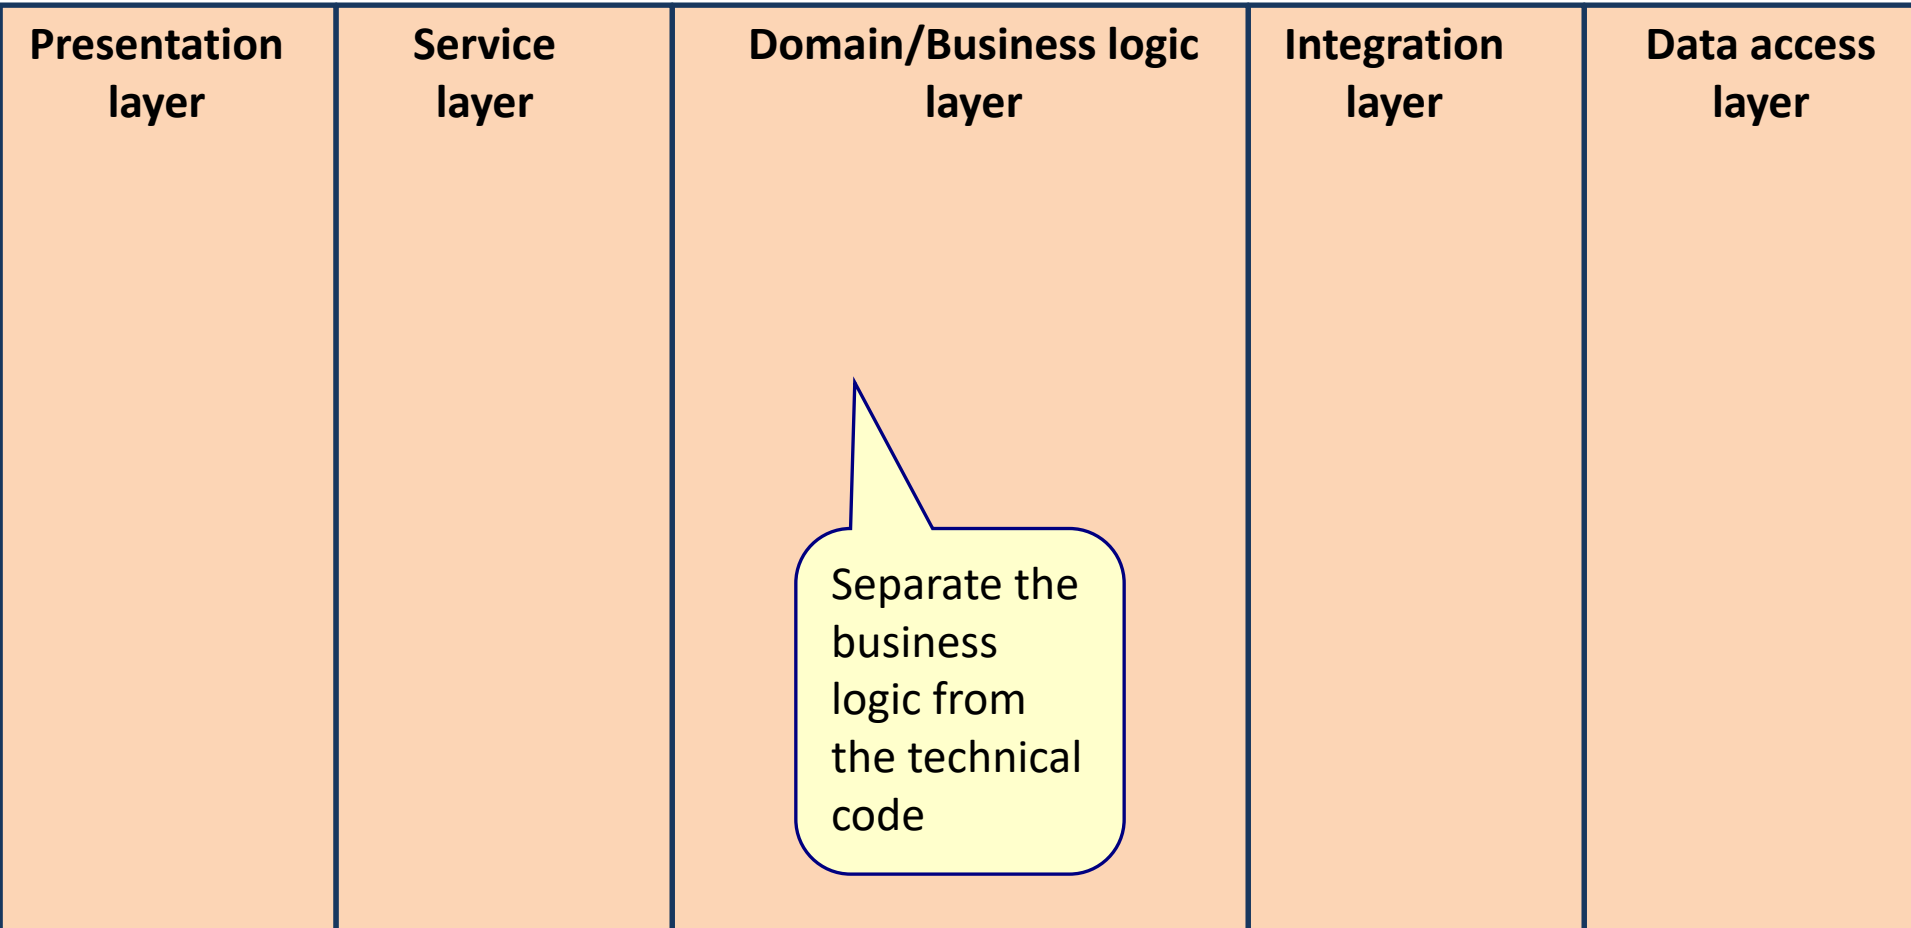 Presentation
layer
Service
layer
Domain/Business logic
layer
Integration
layer
Data access
layer
Separate the
business
logic from
the technical
code